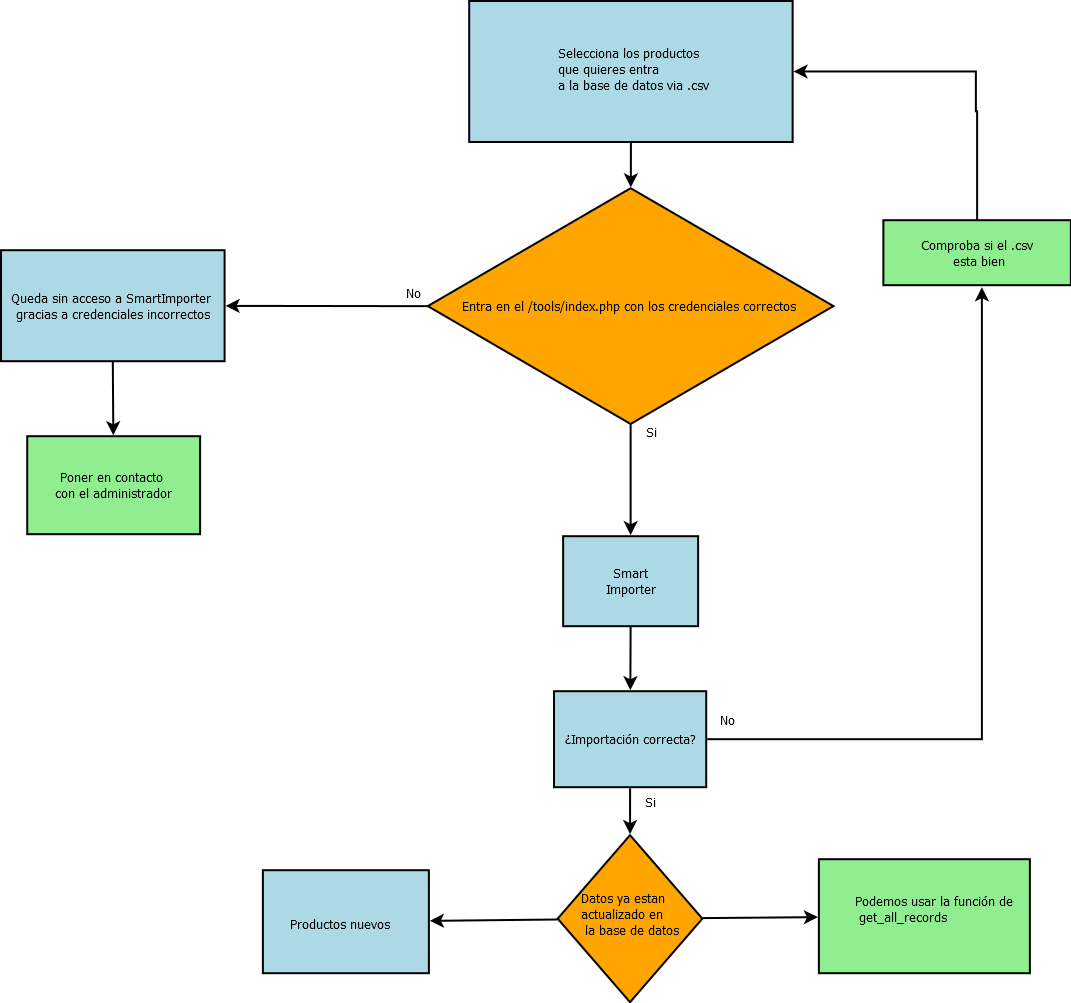 Selecciona los productos
que quieres entra
a la base de datos via .csv
Comproba si el .csv
esta bien
Queda sin acceso a SmartImporter
gracias a credenciales incorrectos
No
Entra en el /tools/index.php con los credenciales correctos
Si
Poner en contacto
con el administrador
Smart
Importer
¿Importación correcta?
No
Si
Productos nuevos
Datos ya estan
actualizado en
la base de datos
Podemos usar la función de
get_all_records